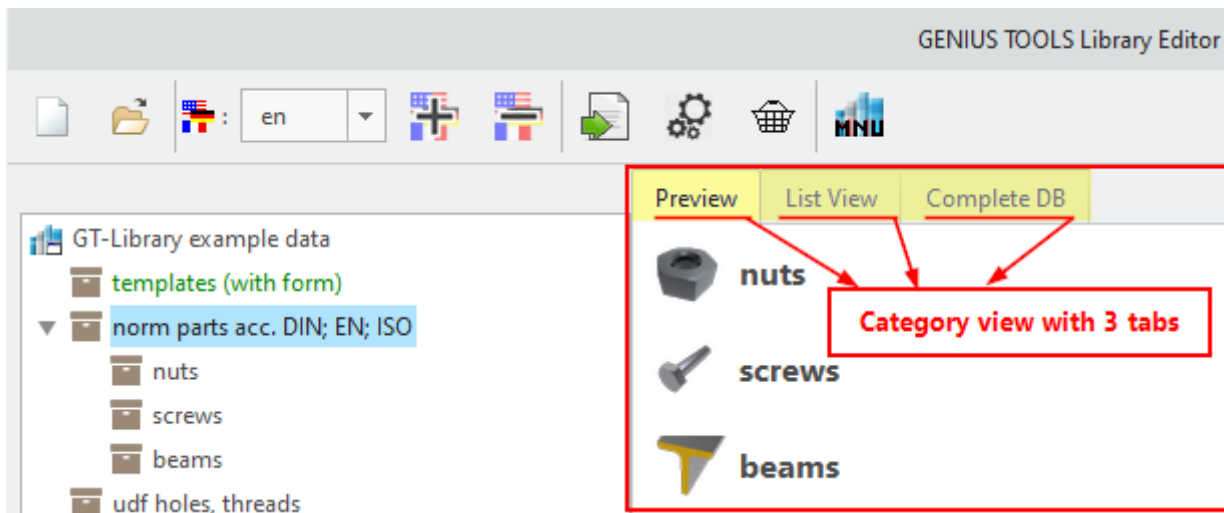 GENIUS TOOLS Library Editor
: en
MNU
Preview List View Complete DB
GT-Library example data
templates (with form)
norm parts acc. DIN; EN; ISO
nuts
screws
beams
udf holes, threads
nuts
Category view with 3 tabs
screws
beams